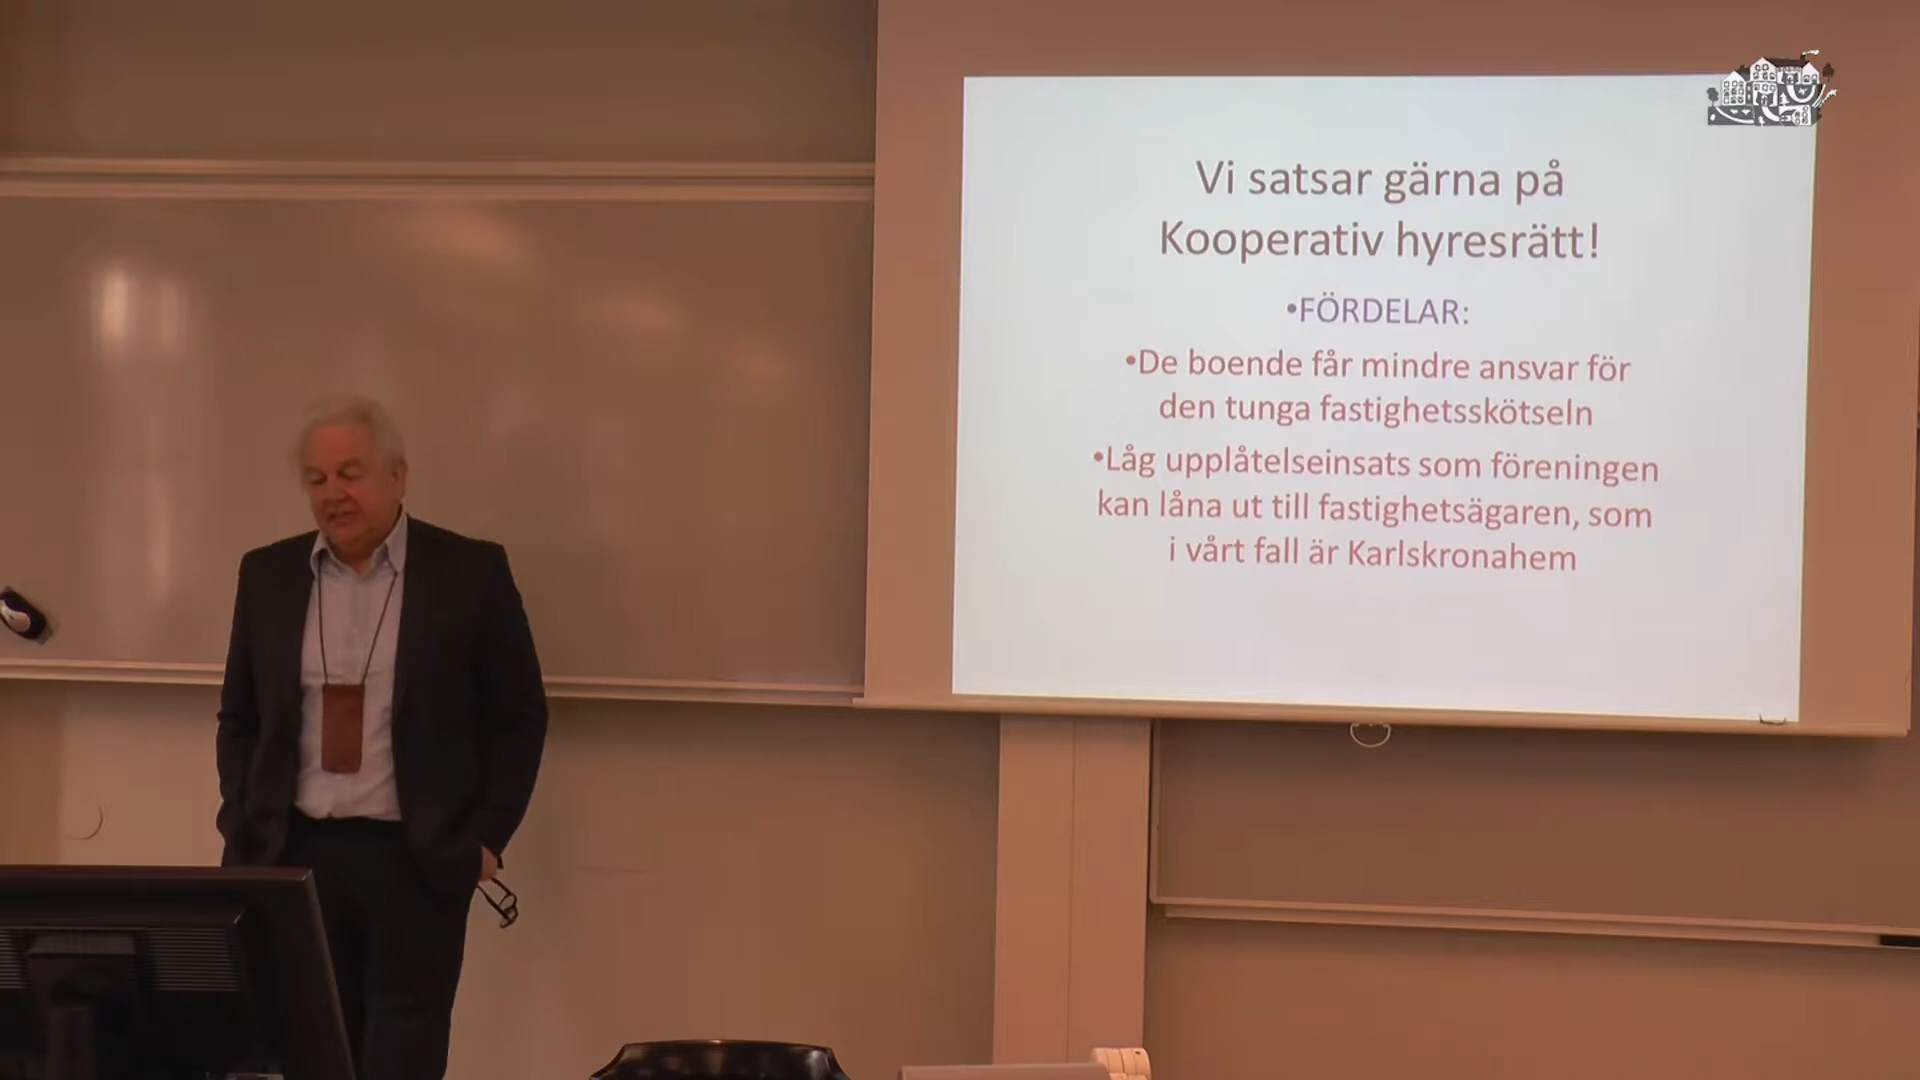 Vi satsar gärna på
Kooperativ hyresrätt!
•FÖRDELAR:
•De boende får mindre ansvar för
den tunga fastighetsskötseln
•Låg upplåtelseinsats som föreningen
kan låna ut till fastighetsägaren, som
i vårt fall är Karlskronahem